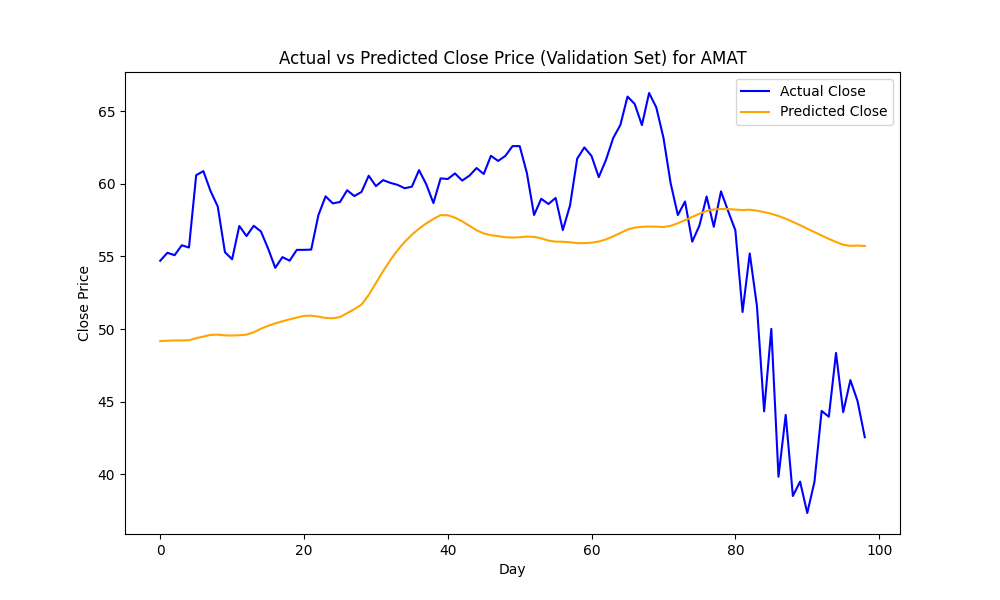 Actual vs Predicted Close Price (Validation Set) for AMAT
Actual Close
Predicted Close
Close Price
65
60
55
50
45
40
0 20 40 60 80 100
Day